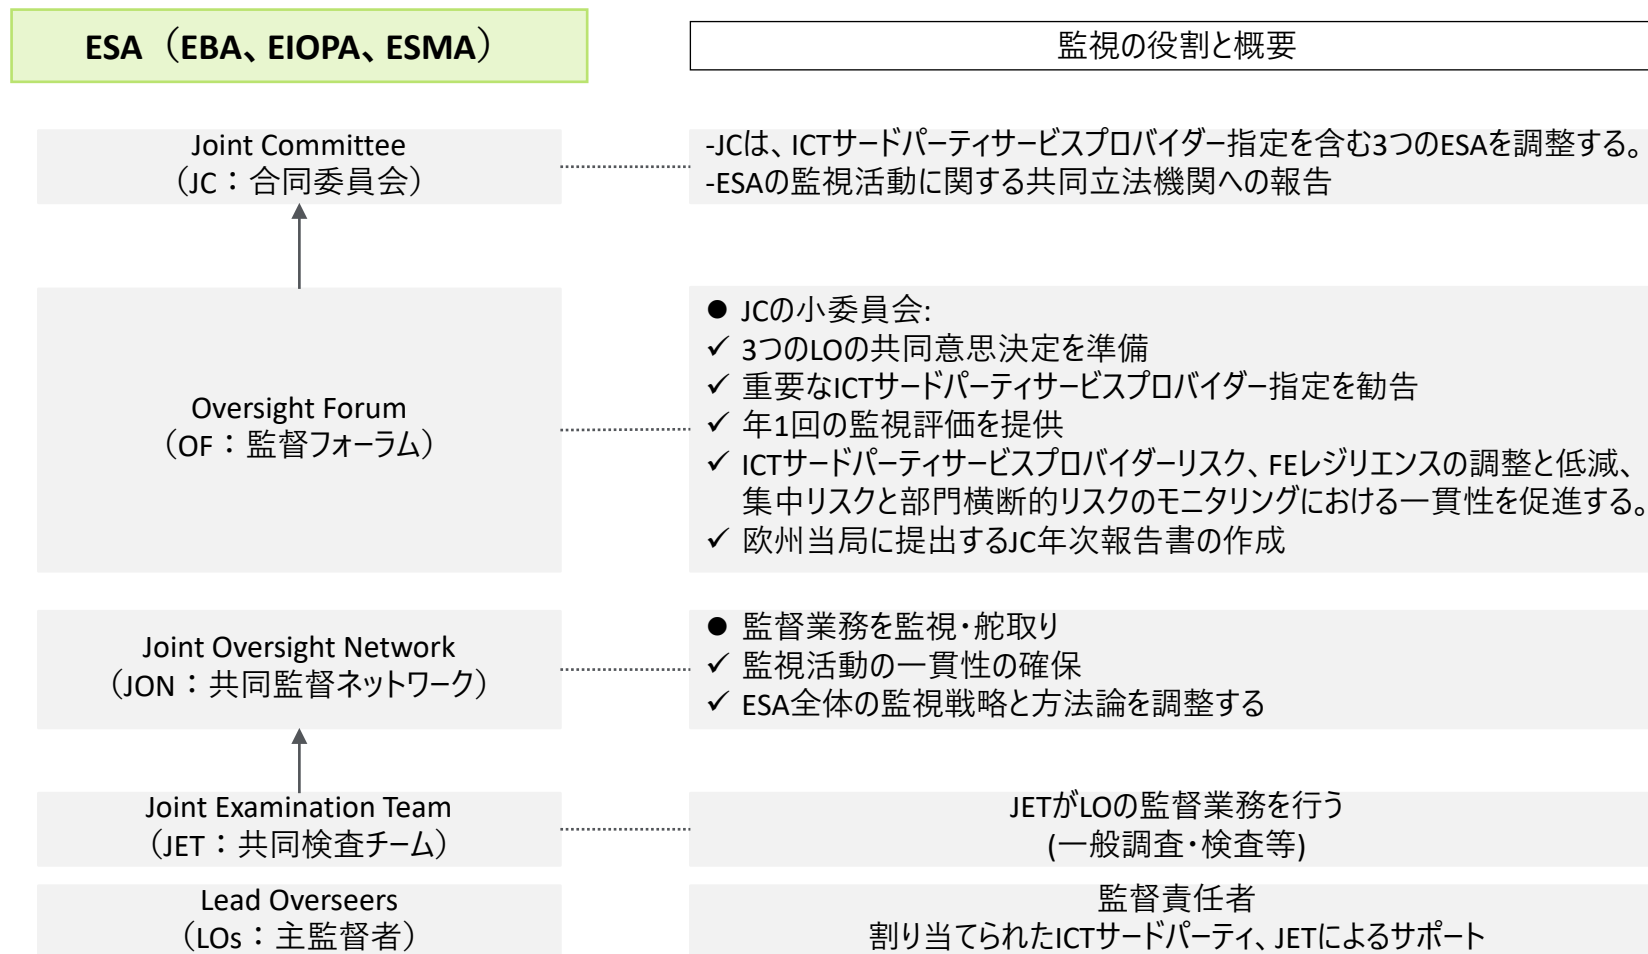 ESA（EBA、EIOPA、ESMA）
監視の役割と概要
Joint Committee
（JC：合同委員会）
-JCは、ICTサードパーティサービスプロバイダー指定を含む3つのESAを調整する。
-ESAの監視活動に関する共同立法機関への報告
Oversight Forum
（OF：監督フォーラム）
● JCの小委員会:
✓ 3つのLOの共同意思決定を準備
✓ 重要なICTサードパーティサービスプロバイダー指定を勧告
✓ 年1回の監視評価を提供
✓ ICTサードパーティサービスプロバイダーリスク、FEレジリエンスの調整と低減、
集中リスクと部門横断的リスクのモニタリングにおける一貫性を促進する。
✓ 欧州当局に提出するJC年次報告書の作成
Joint Oversight Network
（JON：共同監督ネットワーク）
● 監督業務を監視・舵取り
✓ 監視活動の一貫性の確保
✓ ESA全体の監視戦略と方法論を調整する
Joint Examination Team
（JET：共同検査チーム）
JETがLOの監督業務を行う
(一般調査・検査等)
Lead Overseers
（LOs：主監督者）
監督責任者
割り当てられたICTサードパーティ、JETによるサポート